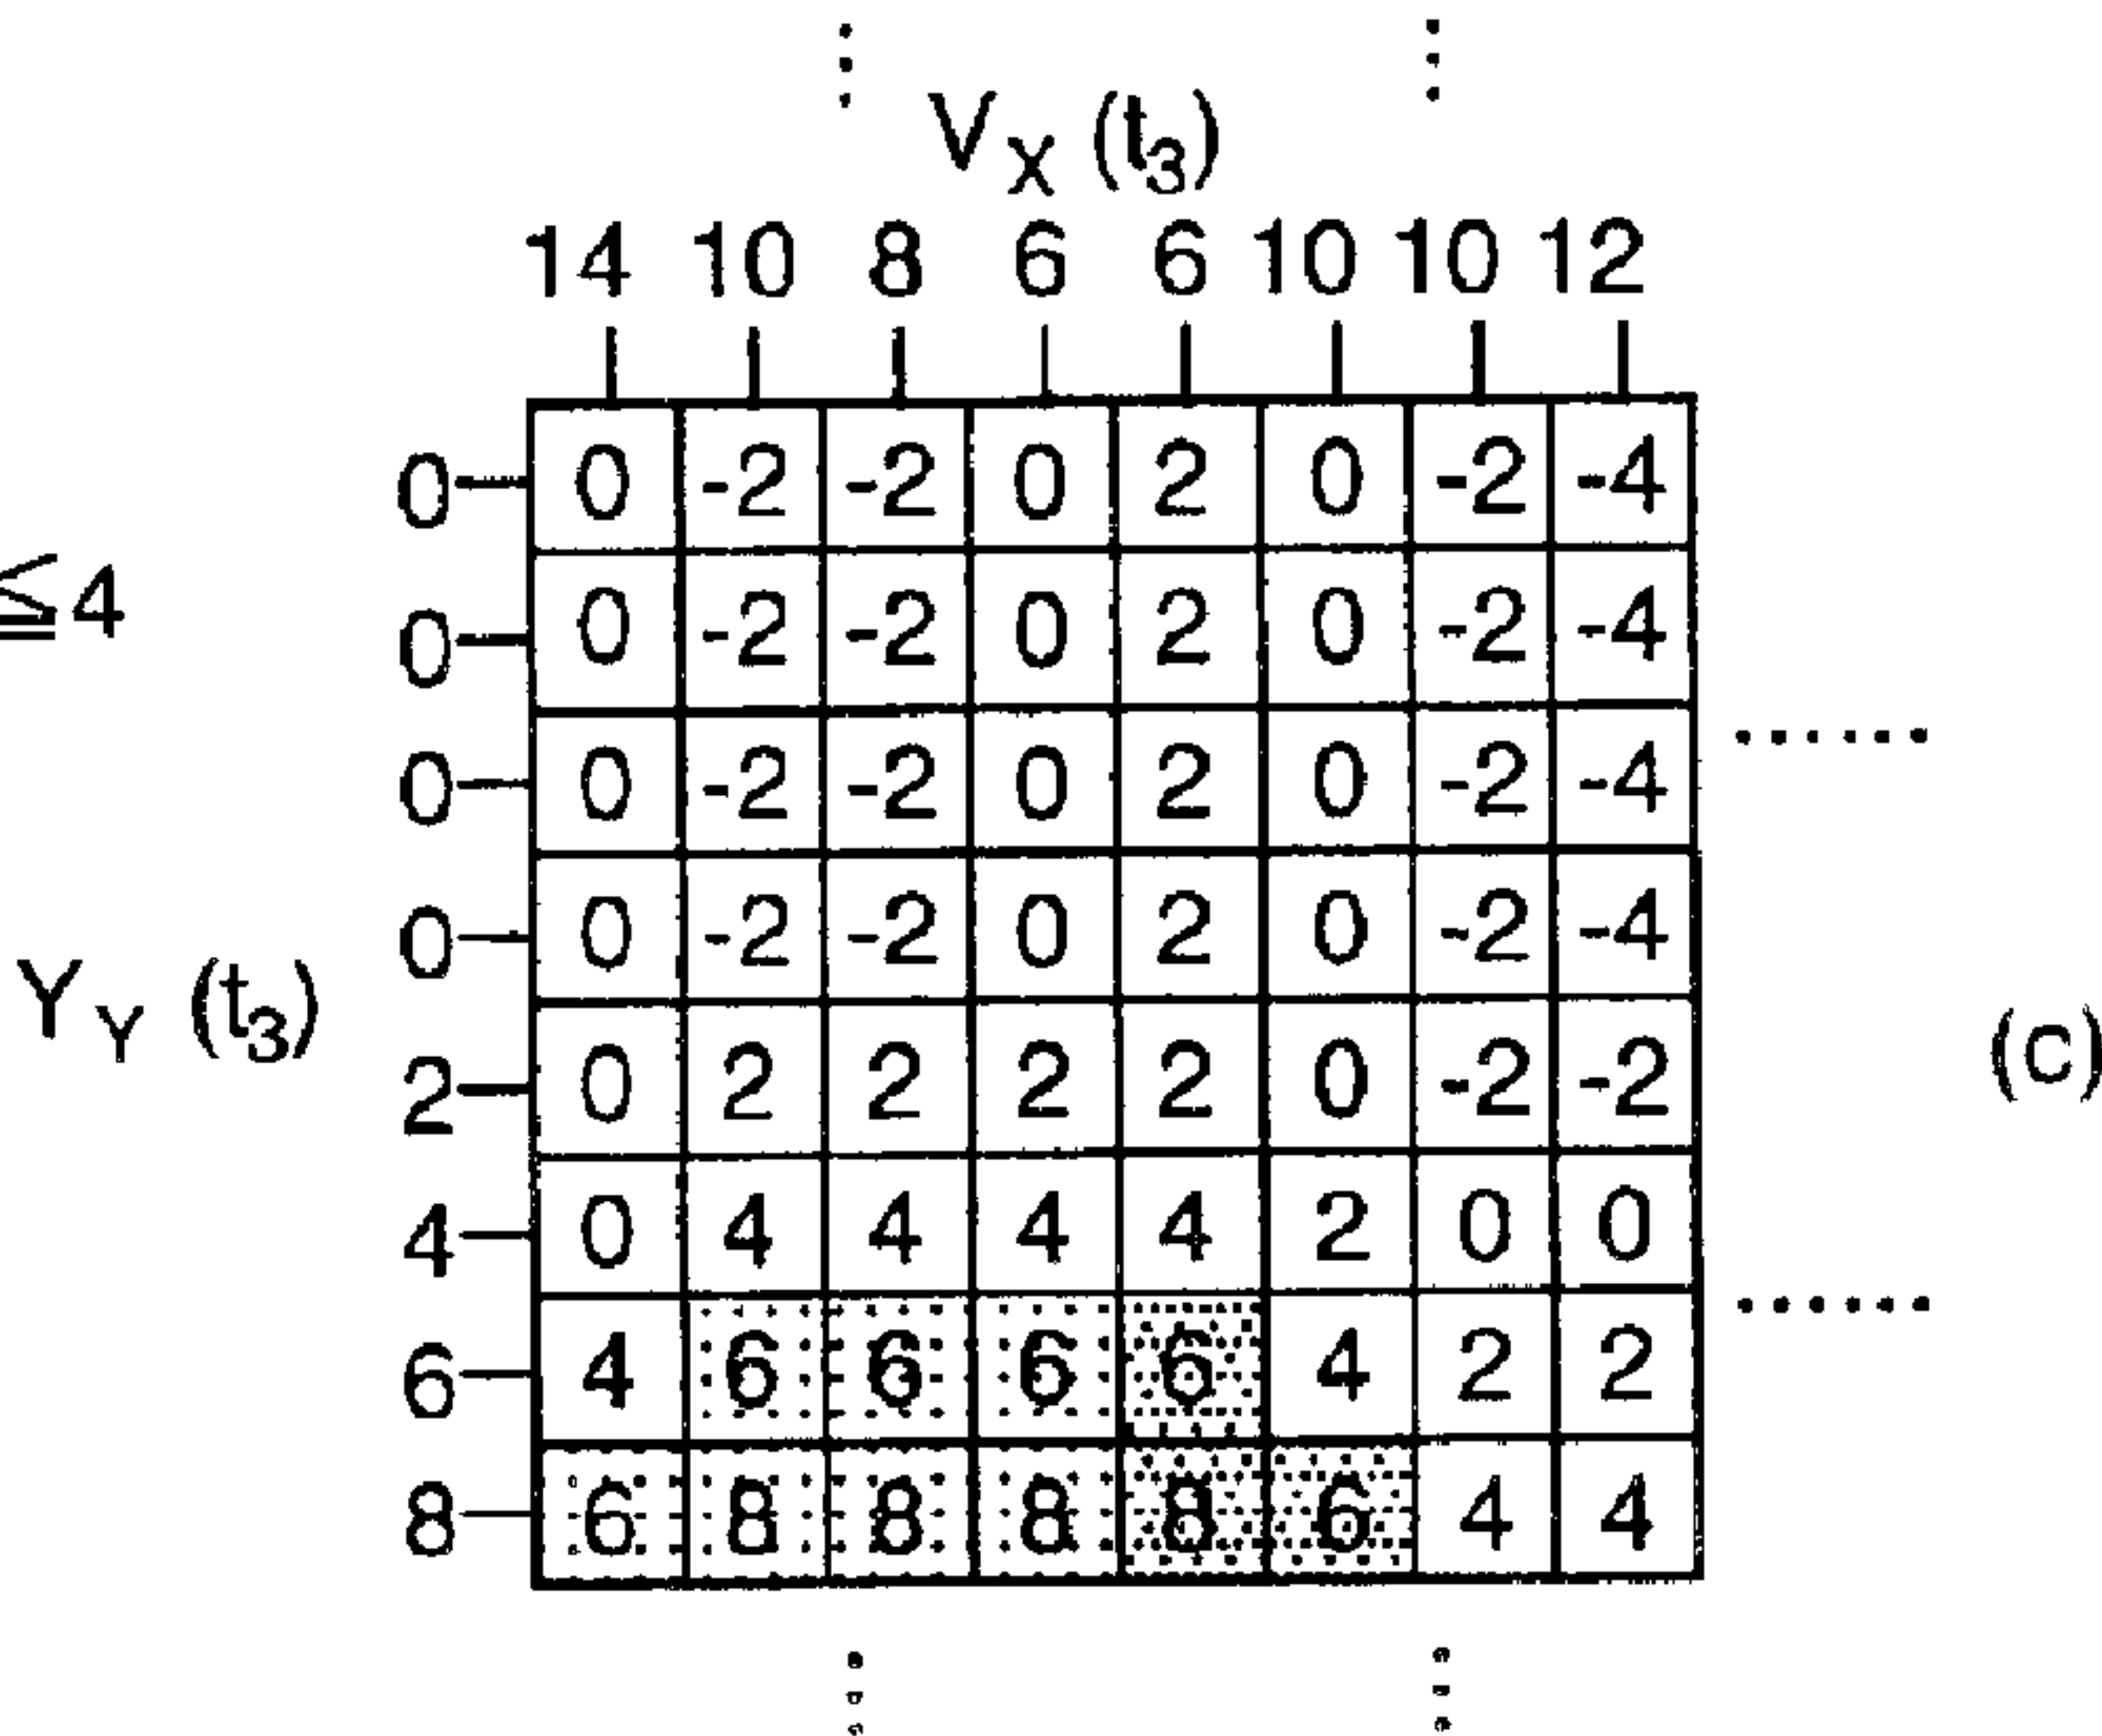 V_X (t_3)
14 10 8 6 6 10 10 12
0 0 -2 -2 0 2 0 -2 -4
≦4
0 0 -2 -2 0 2 0 -2 -4
0 0 -2 -2 0 2 0 -2 -4
0 0 -2 -2 0 2 0 -2 -4
Y_Y (t_3)
2 0 2 2 2 2 0 -2 -2
(c)
4 0 4 4 4 4 2 0 0
6 4 6 6 6 6 4 2 2
8 6 8 8 8 8 6 4 4